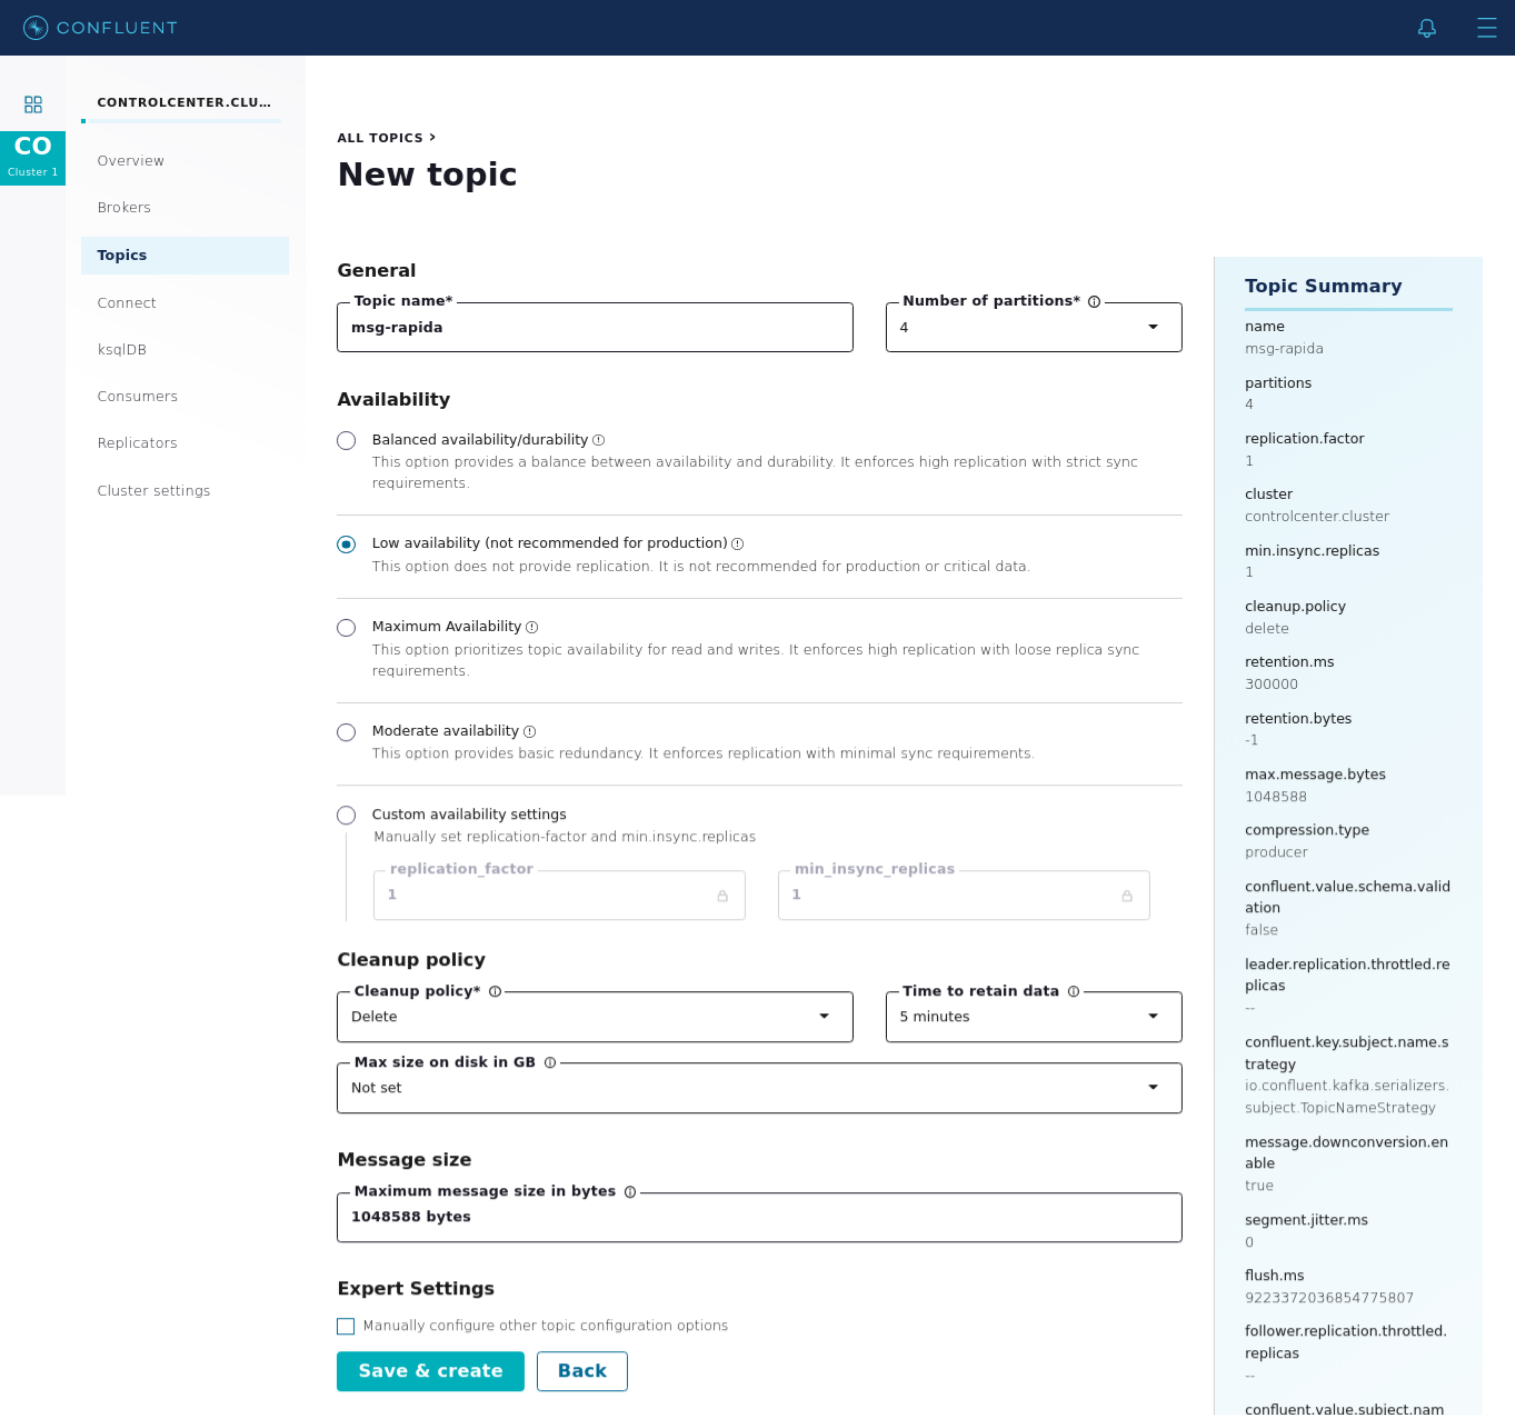 CONFLUENT
CO
Cluster 1
CONTROLCENTER.CLU...
Overview
Brokers
Topics
Connect
ksqlDB
Consumers
Replicators
Cluster settings
ALL TOPICS >
New topic
General
Topic name*
msg-rapida
Number of partitions*
4
Availability
Balanced availability/durability
This option provides a balance between availability and durability. It enforces high replication with strict sync
requirements.
Low availability (not recommended for production)
This option does not provide replication. It is not recommended for production or critical data.
Maximum Availability
This option prioritizes topic availability for read and writes. It enforces high replication with loose replica sync
requirements.
Moderate availability
This option provides basic redundancy. It enforces replication with minimal sync requirements.
Custom availability settings
Manually set replication-factor and min.insync.replicas
replication_factor
1
min_insync_replicas
1
Cleanup policy
Cleanup policy*
Delete
Time to retain data
5 minutes
Max size on disk in GB
Not set
Message size
Maximum message size in bytes
1048588 bytes
Expert Settings
Manually configure other topic configuration options
Save & create
Back
Topic Summary
name
msg-rapida
partitions
4
replication.factor
1
cluster
controlcenter.cluster
min.insync.replicas
1
cleanup.policy
delete
retention.ms
300000
retention.bytes
-1
max.message.bytes
1048588
compression.type
producer
confluent.value.schema.valid
ation
false
leader.replication.throttled.re
plicas
--
confluent.key.subject.name.s
trategy
io.confluent.kafka.serializers.
subject.TopicNameStrategy
message.downconversion.en
able
true
segment.jitter.ms
0
flush.ms
9223372036854775807
follower.replication.throttled.
replicas
--
confluent.value.subject.nam